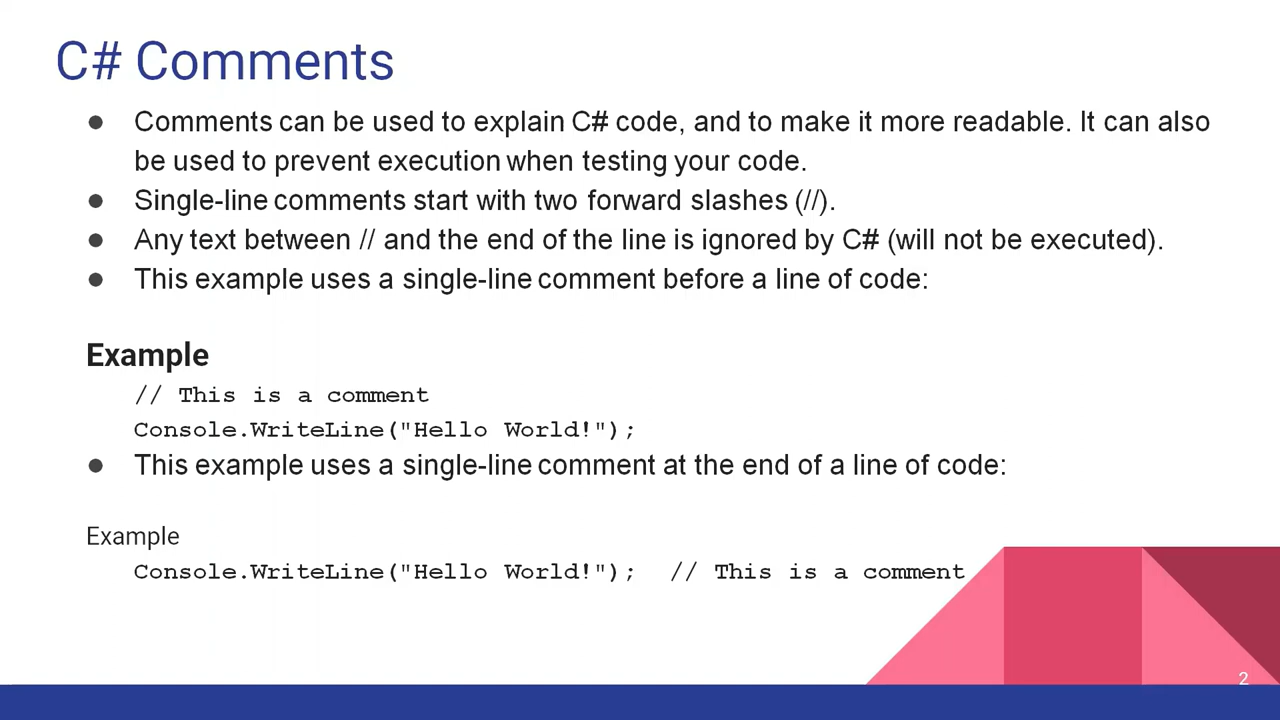 C# Comments
● Comments can be used to explain C# code, and to make it more readable. It can also
be used to prevent execution when testing your code.
● Single-line comments start with two forward slashes (//).
● Any text between // and the end of the line is ignored by C# (will not be executed).
● This example uses a single-line comment before a line of code:
Example
// This is a comment
Console.WriteLine("Hello World!");
● This example uses a single-line comment at the end of a line of code:
Example
Console.WriteLine("Hello World!");  // This is a comment
2